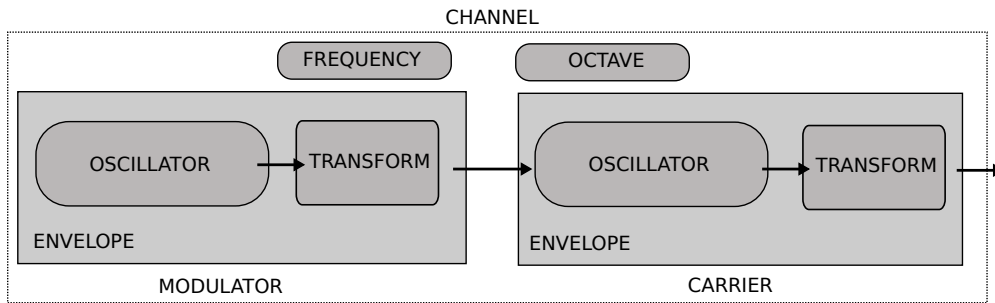 CHANNEL
FREQUENCY
OCTAVE
OSCILLATOR
TRANSFORM
OSCILLATOR
TRANSFORM
ENVELOPE
ENVELOPE
MODULATOR
CARRIER